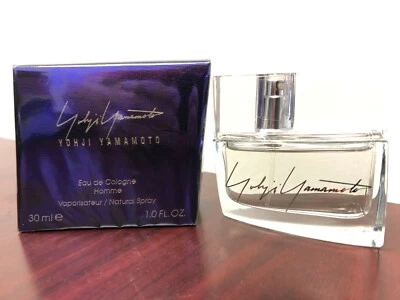 Yohji Yamamoto
YOHJI YAMAMOTO
Eau de Cologne
Homme
Vaporisateur / Natural Spray
30 ml e 1.0 FL.OZ.
Yohji Yamamoto